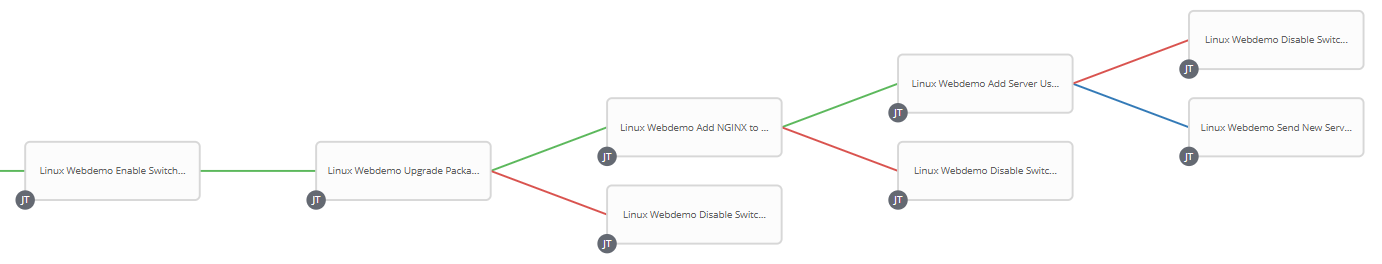 Linux Webdemo Enable Switch...
JT
Linux Webdemo Upgrade Packa...
JT
Linux Webdemo Add NGINX to ...
JT
Linux Webdemo Disable Switc...
JT
Linux Webdemo Add Server Us...
JT
Linux Webdemo Disable Switc...
JT
Linux Webdemo Disable Switc...
JT
Linux Webdemo Send New Serv...
JT